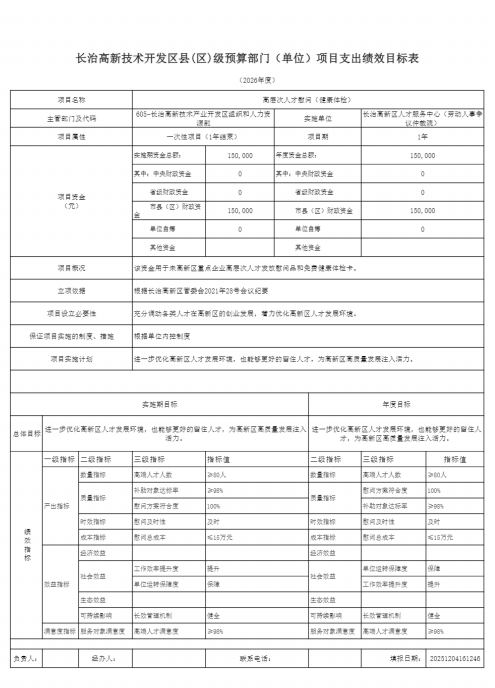 长治高新技术开发区县(区)级预算部门（单位）项目支出绩效目标表
（2026年度）
项目名称 高层次人才慰问（健康体检）
主管部门及代码 605-长治高新技术产业开发区组织和人力资源部 实施单位 长治高新区人才服务中心（劳动人事争议仲裁院）
项目属性 一次性项目（1年结束） 项目期 1年
项目资金（元） 实施期资金总额： 150,000 年度资金总额： 150,000
其中：中央财政资金 0 其中：中央财政资金 0
省级财政资金 0 省级财政资金 0
市县（区）财政资金 150,000 市县（区）财政资金 150,000
单位自筹 0 单位自筹 0
其他资金 其他资金
项目概况 该资金用于未高新区重点企业高层次人才发放慰问品和免费健康体检卡。
立项依据 根据长治高新区管委会2021年28号会议纪要
项目设立必要性 充分调动各类人才在高新区的创业发展，着力优化高新区人才发展环境。
保证项目实施的制度、措施 根据单位内控制度
项目实施计划 进一步优化高新区人才发展环境，也能够更好的留住人才，为高新区高质量发展注入活力。
实施期目标 年度目标
总体目标 进一步优化高新区人才发展环境，也能够更好的留住人才，为高新区高质量发展注入活力。 进一步优化高新区人才发展环境，也能够更好的留住人才，为高新区高质量发展注入活力。
绩效指标 一级指标 二级指标 三级指标 指标值 二级指标 三级指标 指标值
产出指标 数量指标 高端人才人数 ≥80人 数量指标 高端人才人数 ≥80人
质量指标 补助对象达标率 ≥98% 质量指标 慰问方案符合度 100%
慰问方案符合度 100% 补助对象达标率 ≥98%
时效指标 慰问及时性 及时 时效指标 慰问及时性 及时
成本指标 慰问总成本 ≤15万元 成本指标 慰问总成本 ≤15万元
效益指标 经济效益 经济效益
社会效益 工作效率提升度 提升 社会效益 单位运转保障度 保障
单位运转保障度 保障 工作效率提升度 提升
生态效益 生态效益
可持续影响 长效管理机制 健全 可持续影响 长效管理机制 健全
满意度指标 服务对象满意度 高端人才满意度 ≥98% 服务对象满意度 高端人才满意度 ≥98%
负责人： 经办人： 联系电话： 填报日期： 20251204161246